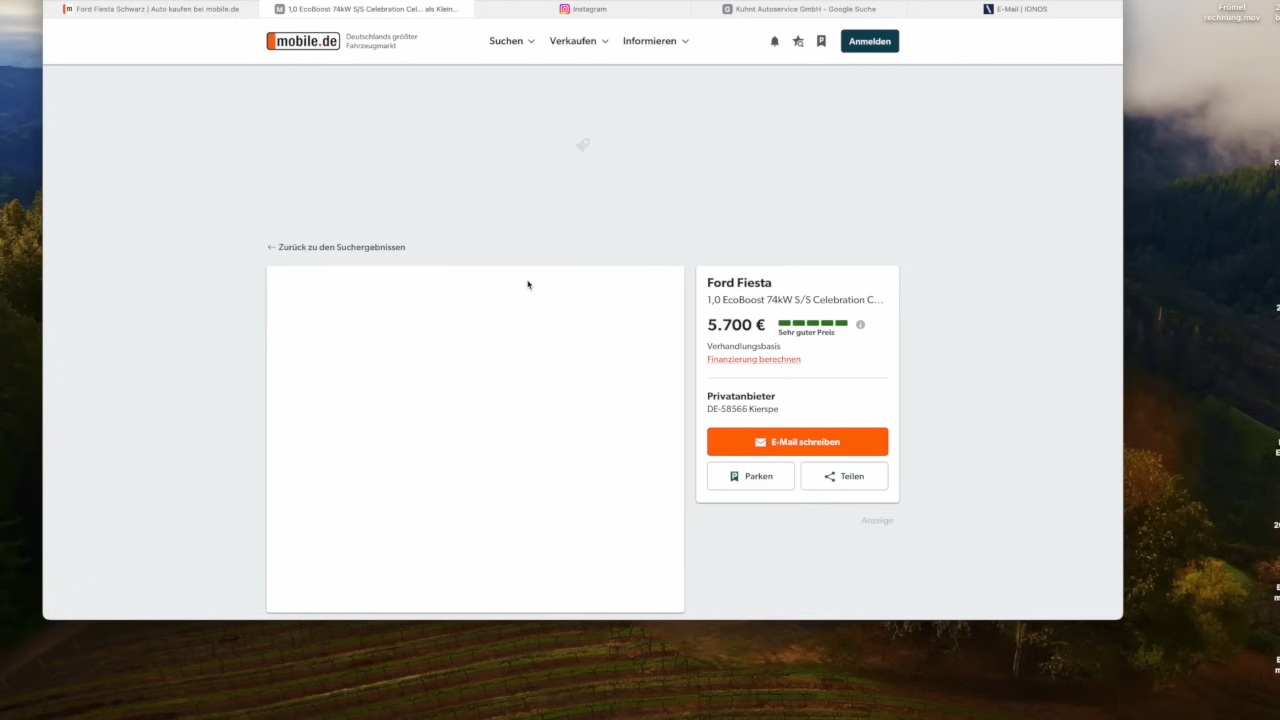 Ford Fiesta Schwarz | Auto kaufen bei mobile.de
1,0 EcoBoost 74kW S/S Celebration Cel... als Klein...
Instagram
Kuhnt Autoservice GmbH - Google Suche
E-Mail | IONOS
Frömel
rechnung.mov
mobile.de
Deutschlands größter
Fahrzeugmarkt
Suchen
Verkaufen
Informieren
Anmelden
← Zurück zu den Suchergebnissen
Ford Fiesta
1,0 EcoBoost 74kW S/S Celebration C...
5.700 €
Sehr guter Preis
Verhandlungsbasis
Finanzierung berechnen
Privatanbieter
DE-58566 Kierspe
E-Mail schreiben
Parken
Teilen
Anzeige